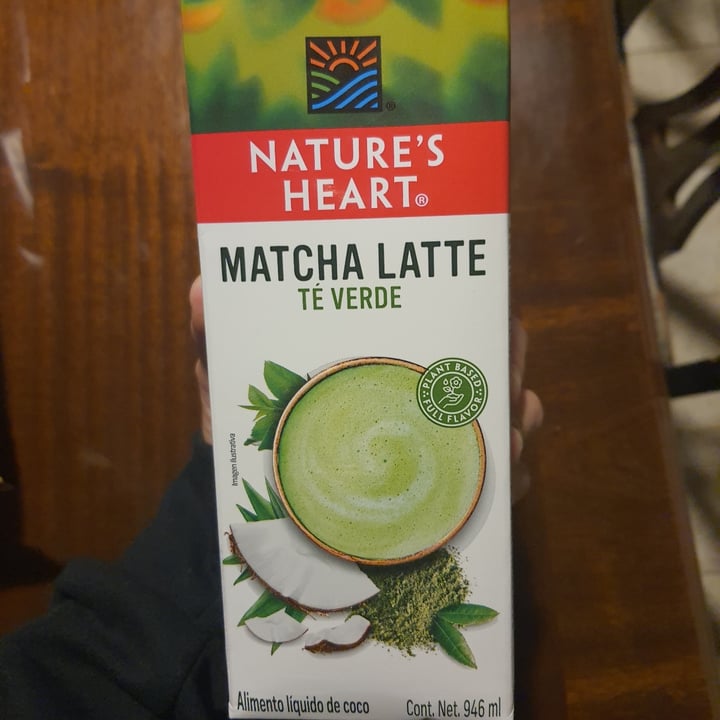 ®
NATURE'S
HEART®
MATCHA LATTE
TÉ VERDE
PLANT BASED
FULL FLAVOR
Imagen ilustrativa
Alimento líquido de coco
Cont. Net. 946 ml